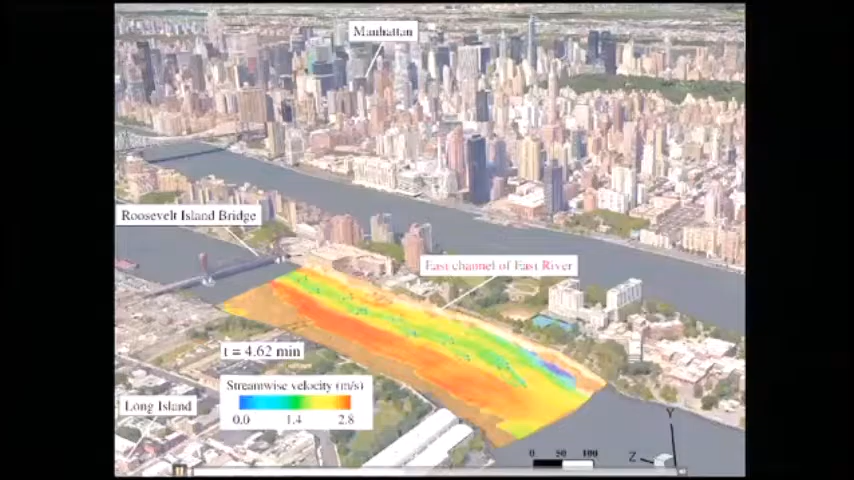 Manhattan
Roosevelt Island Bridge
East channel of East River
t = 4.62 min
Streamwise velocity (m/s)
0.0 1.4 2.8
Long Island
0 50 100
Y
Z